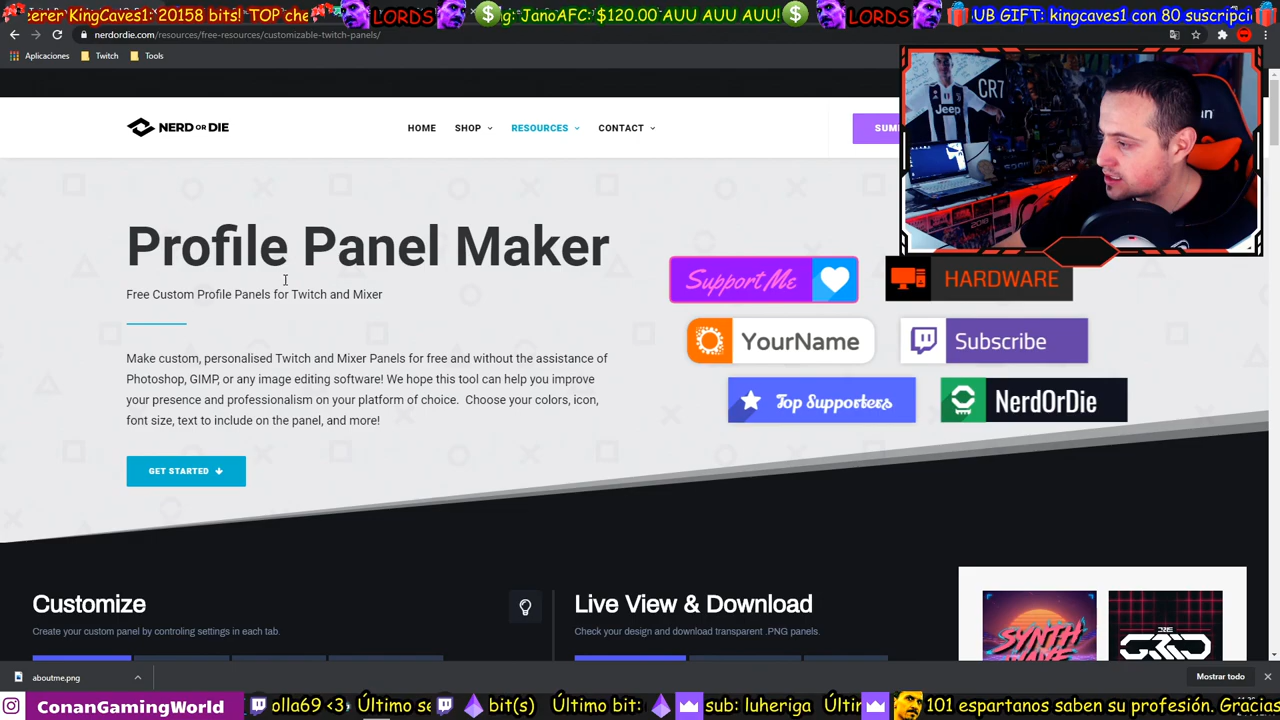 erer KingCaves1: 20158 bits! TOP che
LORDS
g: JanoAFC: $120.00 AUU AUU AUU!
LORDS
UB GIFT: kingcaves1 con 80 suscripci
nerdordie.com/resources/free-resources/customizable-twitch-panels/
Aplicaciones Twitch Tools
NERD OR DIE
HOME SHOP RESOURCES CONTACT
CR7
Jeep
Profile Panel Maker
Free Custom Profile Panels for Twitch and Mixer
Support Me
HARDWARE
YourName
Subscribe
Top Supporters
NerdOrDie
Make custom, personalised Twitch and Mixer Panels for free and without the assistance of
Photoshop, GIMP, or any image editing software! We hope this tool can help you improve
your presence and professionalism on your platform of choice. Choose your colors, icon,
font size, text to include on the panel, and more!
GET STARTED
Customize
Create your custom panel by controling settings in each tab.
Live View & Download
Check your design and download transparent .PNG panels.
SYNTH
aboutme.png
Mostrar todo
ConanGamingWorld
olla69 <3 Último se bit(s) Último bit: sub: luheriga Últir 101 espartanos saben su profesión. Gracias